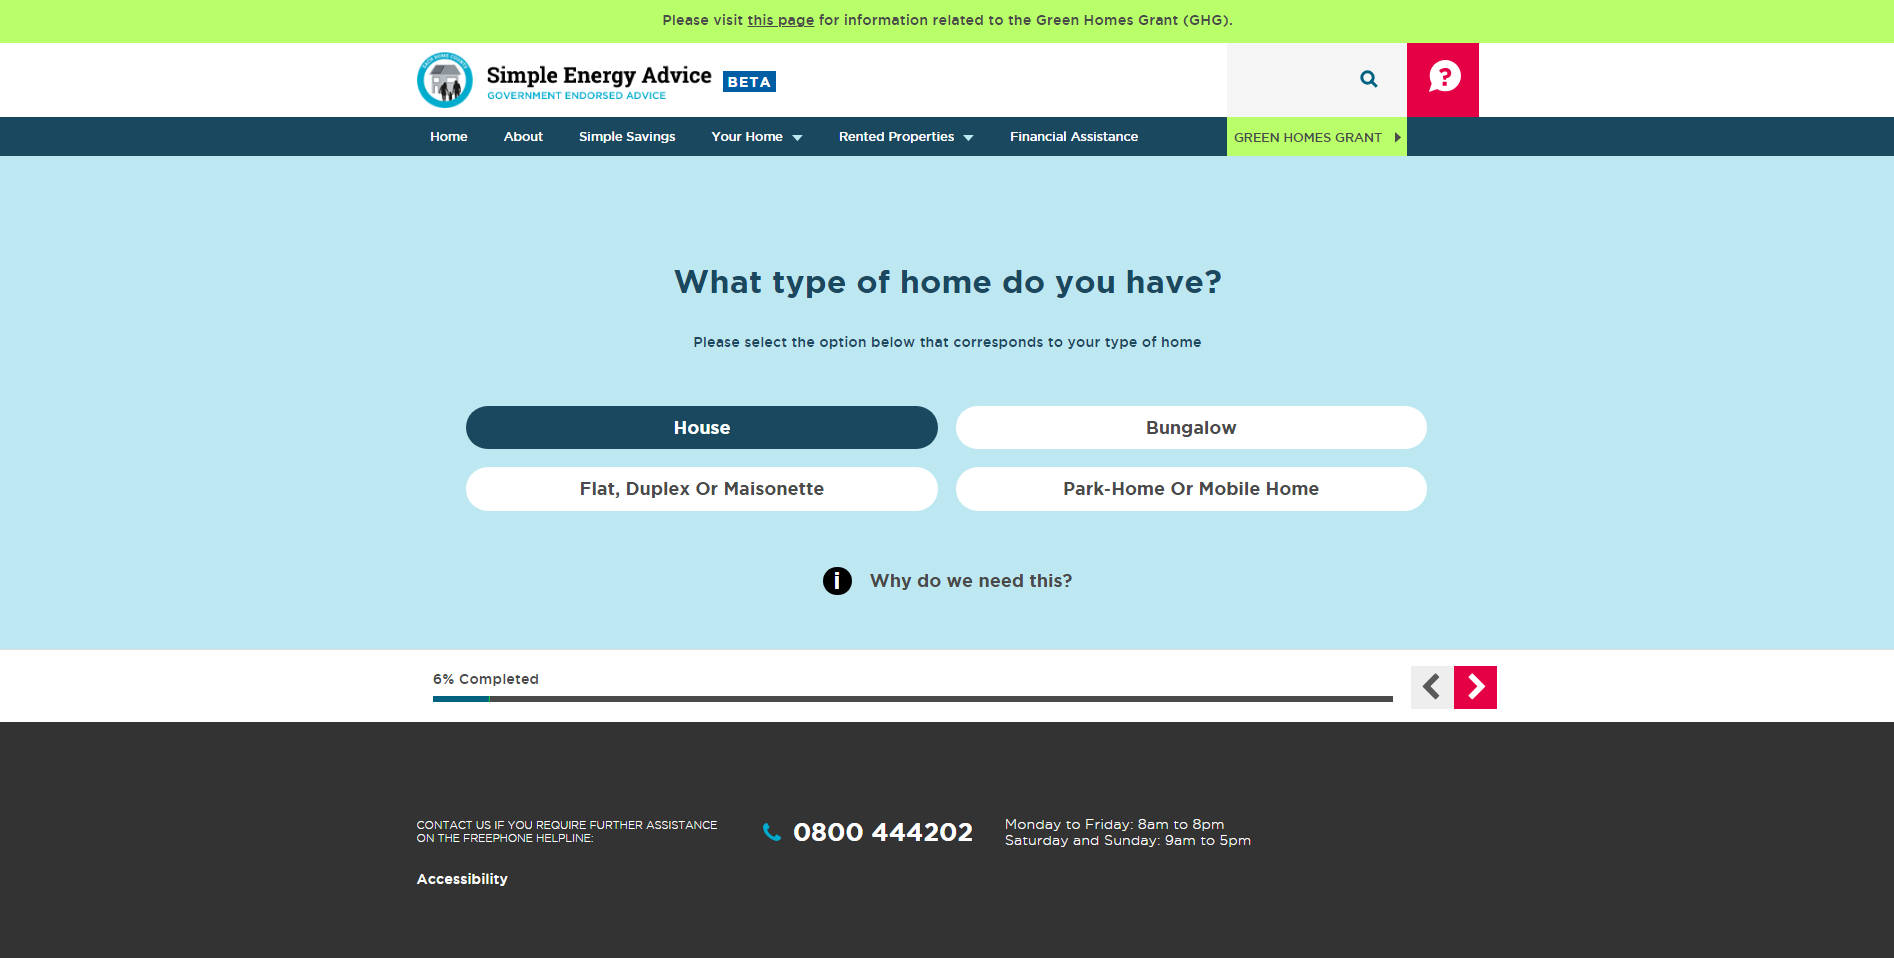 Please visit this page for information related to the Green Homes Grant (GHG).
Simple Energy Advice BETA
GOVERNMENT ENDORSED ADVICE
Home About Simple Savings Your Home Rented Properties Financial Assistance GREEN HOMES GRANT
What type of home do you have?
Please select the option below that corresponds to your type of home
House Bungalow
Flat, Duplex Or Maisonette Park-Home Or Mobile Home
i Why do we need this?
6% Completed
CONTACT US IF YOU REQUIRE FURTHER ASSISTANCE
ON THE FREEPHONE HELPLINE:
0800 444202
Monday to Friday: 8am to 8pm
Saturday and Sunday: 9am to 5pm
Accessibility